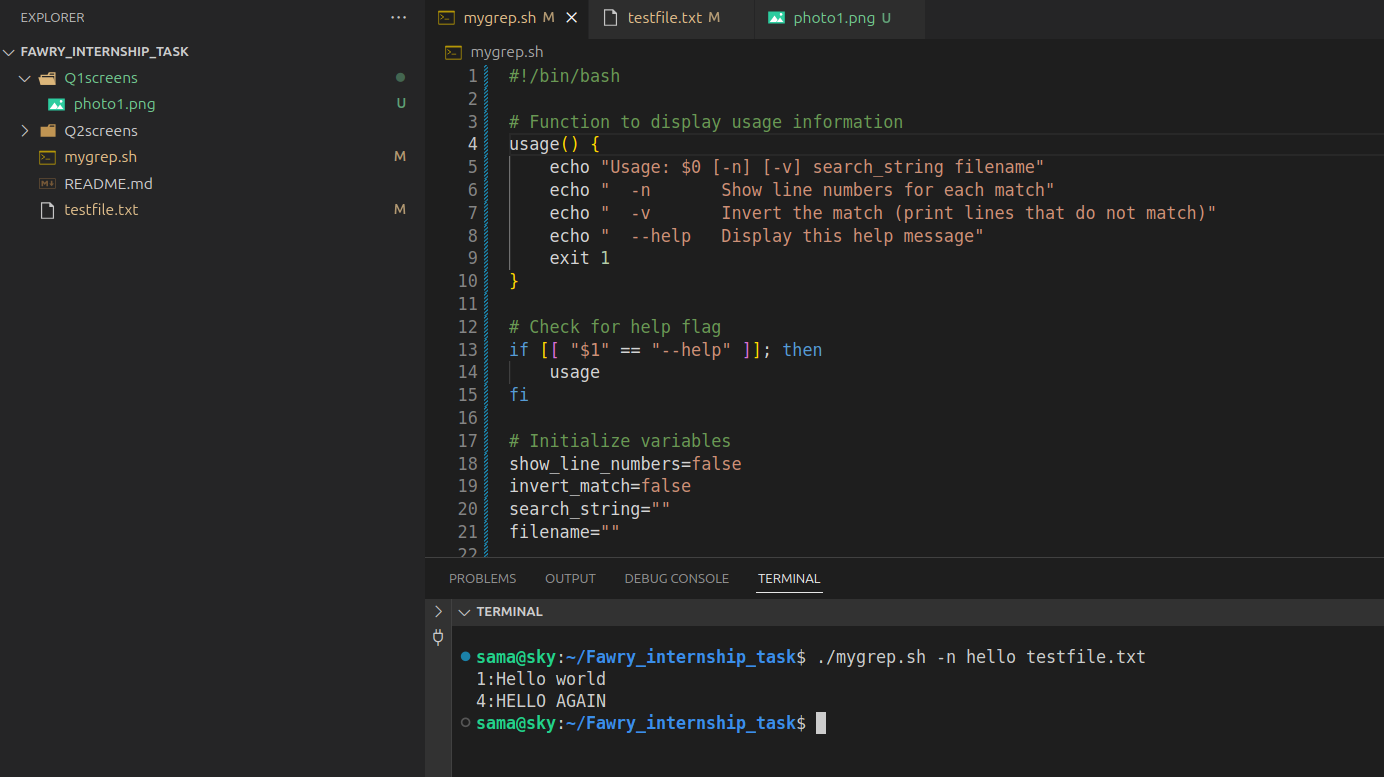 EXPLORER
FAWRY_INTERNSHIP_TASK
Q1screens
photo1.png U
Q2screens
mygrep.sh M
README.md
testfile.txt M
mygrep.sh M testfile.txt M photo1.png U
mygrep.sh
1 #!/bin/bash
2
3 # Function to display usage information
4 usage() {
5     echo "Usage: $0 [-n] [-v] search_string filename"
6     echo "  -n       Show line numbers for each match"
7     echo "  -v       Invert the match (print lines that do not match)"
8     echo "  --help   Display this help message"
9     exit 1
10 }
11
12 # Check for help flag
13 if [[ "$1" == "--help" ]]; then
14     usage
15 fi
16
17 # Initialize variables
18 show_line_numbers=false
19 invert_match=false
20 search_string=""
21 filename=""
22
PROBLEMS OUTPUT DEBUG CONSOLE TERMINAL
TERMINAL
sama@sky:~/Fawry_internship_task$ ./mygrep.sh -n hello testfile.txt
1:Hello world
4:HELLO AGAIN
sama@sky:~/Fawry_internship_task$